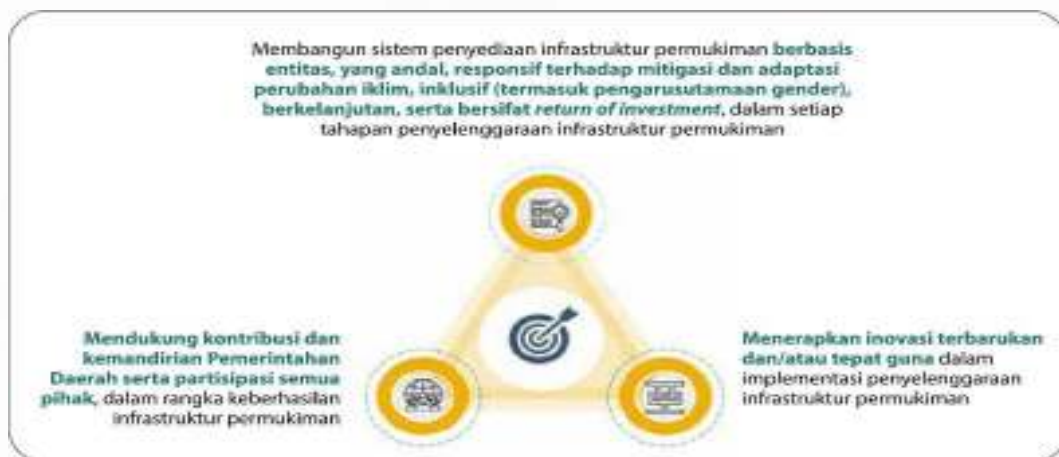 Membangun sistem penyediaan infrastruktur permukiman berbasis
entitas, yang andal, responsif terhadap mitigasi dan adaptasi
perubahan iklim, inklusif (termasuk pengarusutamaan gender),
berkelanjutan, serta bersifat return of investment, dalam setiap
tahapan penyelenggaraan infrastruktur permukiman
Mendukung kontribusi dan
kemandirian Pemerintahan
Daerah serta partisipasi semua
pihak, dalam rangka keberhasilan
infrastruktur permukiman
Menerapkan inovasi terbarukan
dan/atau tepat guna dalam
implementasi penyelenggaraan
infrastruktur permukiman